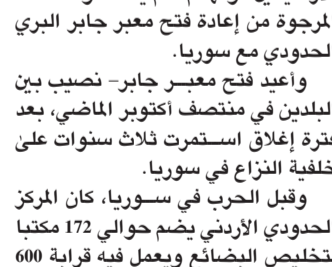 المرجوة من إعادة فتح معبر جابر البري
الحدودي مع سوريا.
وأعيد فتح معبر جابر– نصيب بين
البلدين في منتصف أكتوبر الماضي، بعد
فترة إغلاق استمرت ثلاث سنوات على
خلفية النزاع في سوريا.
وقبل الحرب في سوريا، كان المركز
الحدودي الأردني يضم حوالي 172 مكتبا
لتخليص البضائع ويعمل فيه قرابة 600